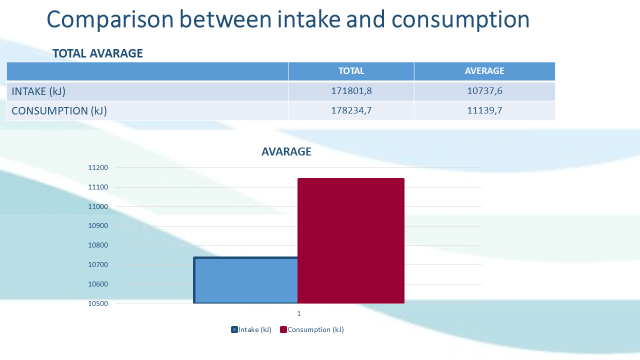 Comparison between intake and consumption
TOTAL AVARAGE
TOTAL AVERAGE
INTAKE (kJ) 171801,8 10737,6
CONSUMPTION (kJ) 178234,7 11139,7
AVARAGE
11200
11100
11000
10900
10800
10700
10600
10500
1
Intake (kJ) Consumption (kJ)